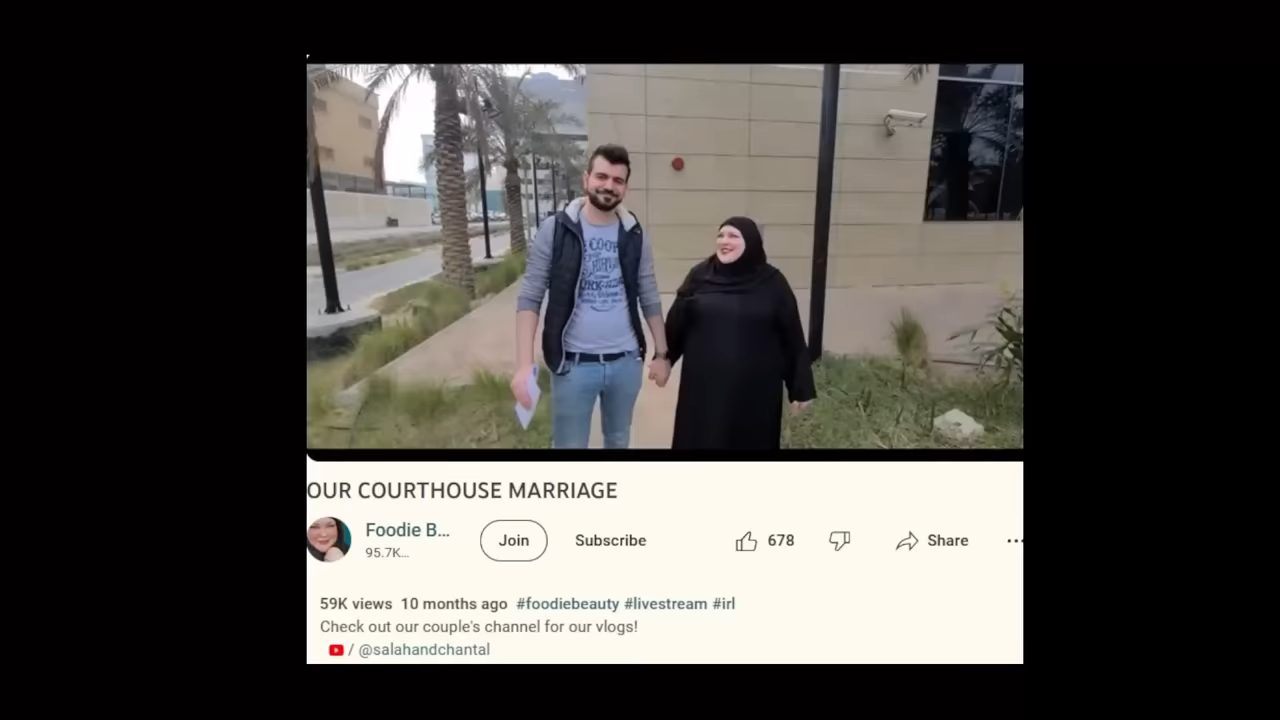 COOP
OUR COURTHOUSE MARRIAGE
Foodie B...
95.7K...
Join
Subscribe
678
Share
59K views 10 months ago #foodiebeauty #livestream #irl
Check out our couple's channel for our vlogs!
/ @salahandchantal